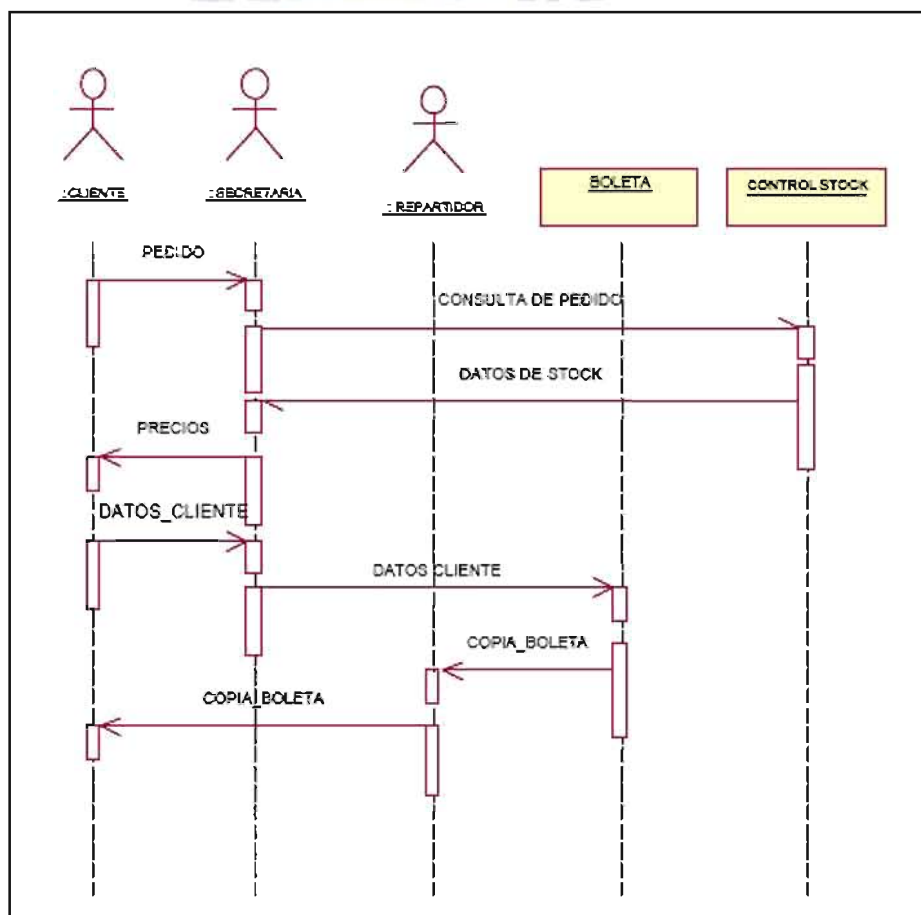 : CLIENTE
: SECRETARIA
: REPARTIDOR
BOLETA
CONTROL STOCK
PEDIDO
CONSULTA DE PEDIDO
DATOS DE STOCK
PRECIOS
DATOS_CLIENTE
DATOS CLIENTE
COPIA_BOLETA
COPIA_BOLETA